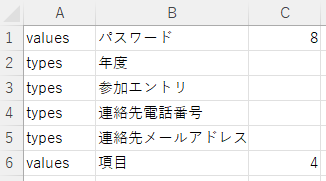 A B C
1 values パスワード 8
2 types 年度
3 types 参加エントリ
4 types 連絡先電話番号
5 types 連絡先メールアドレス
6 values 項目 4